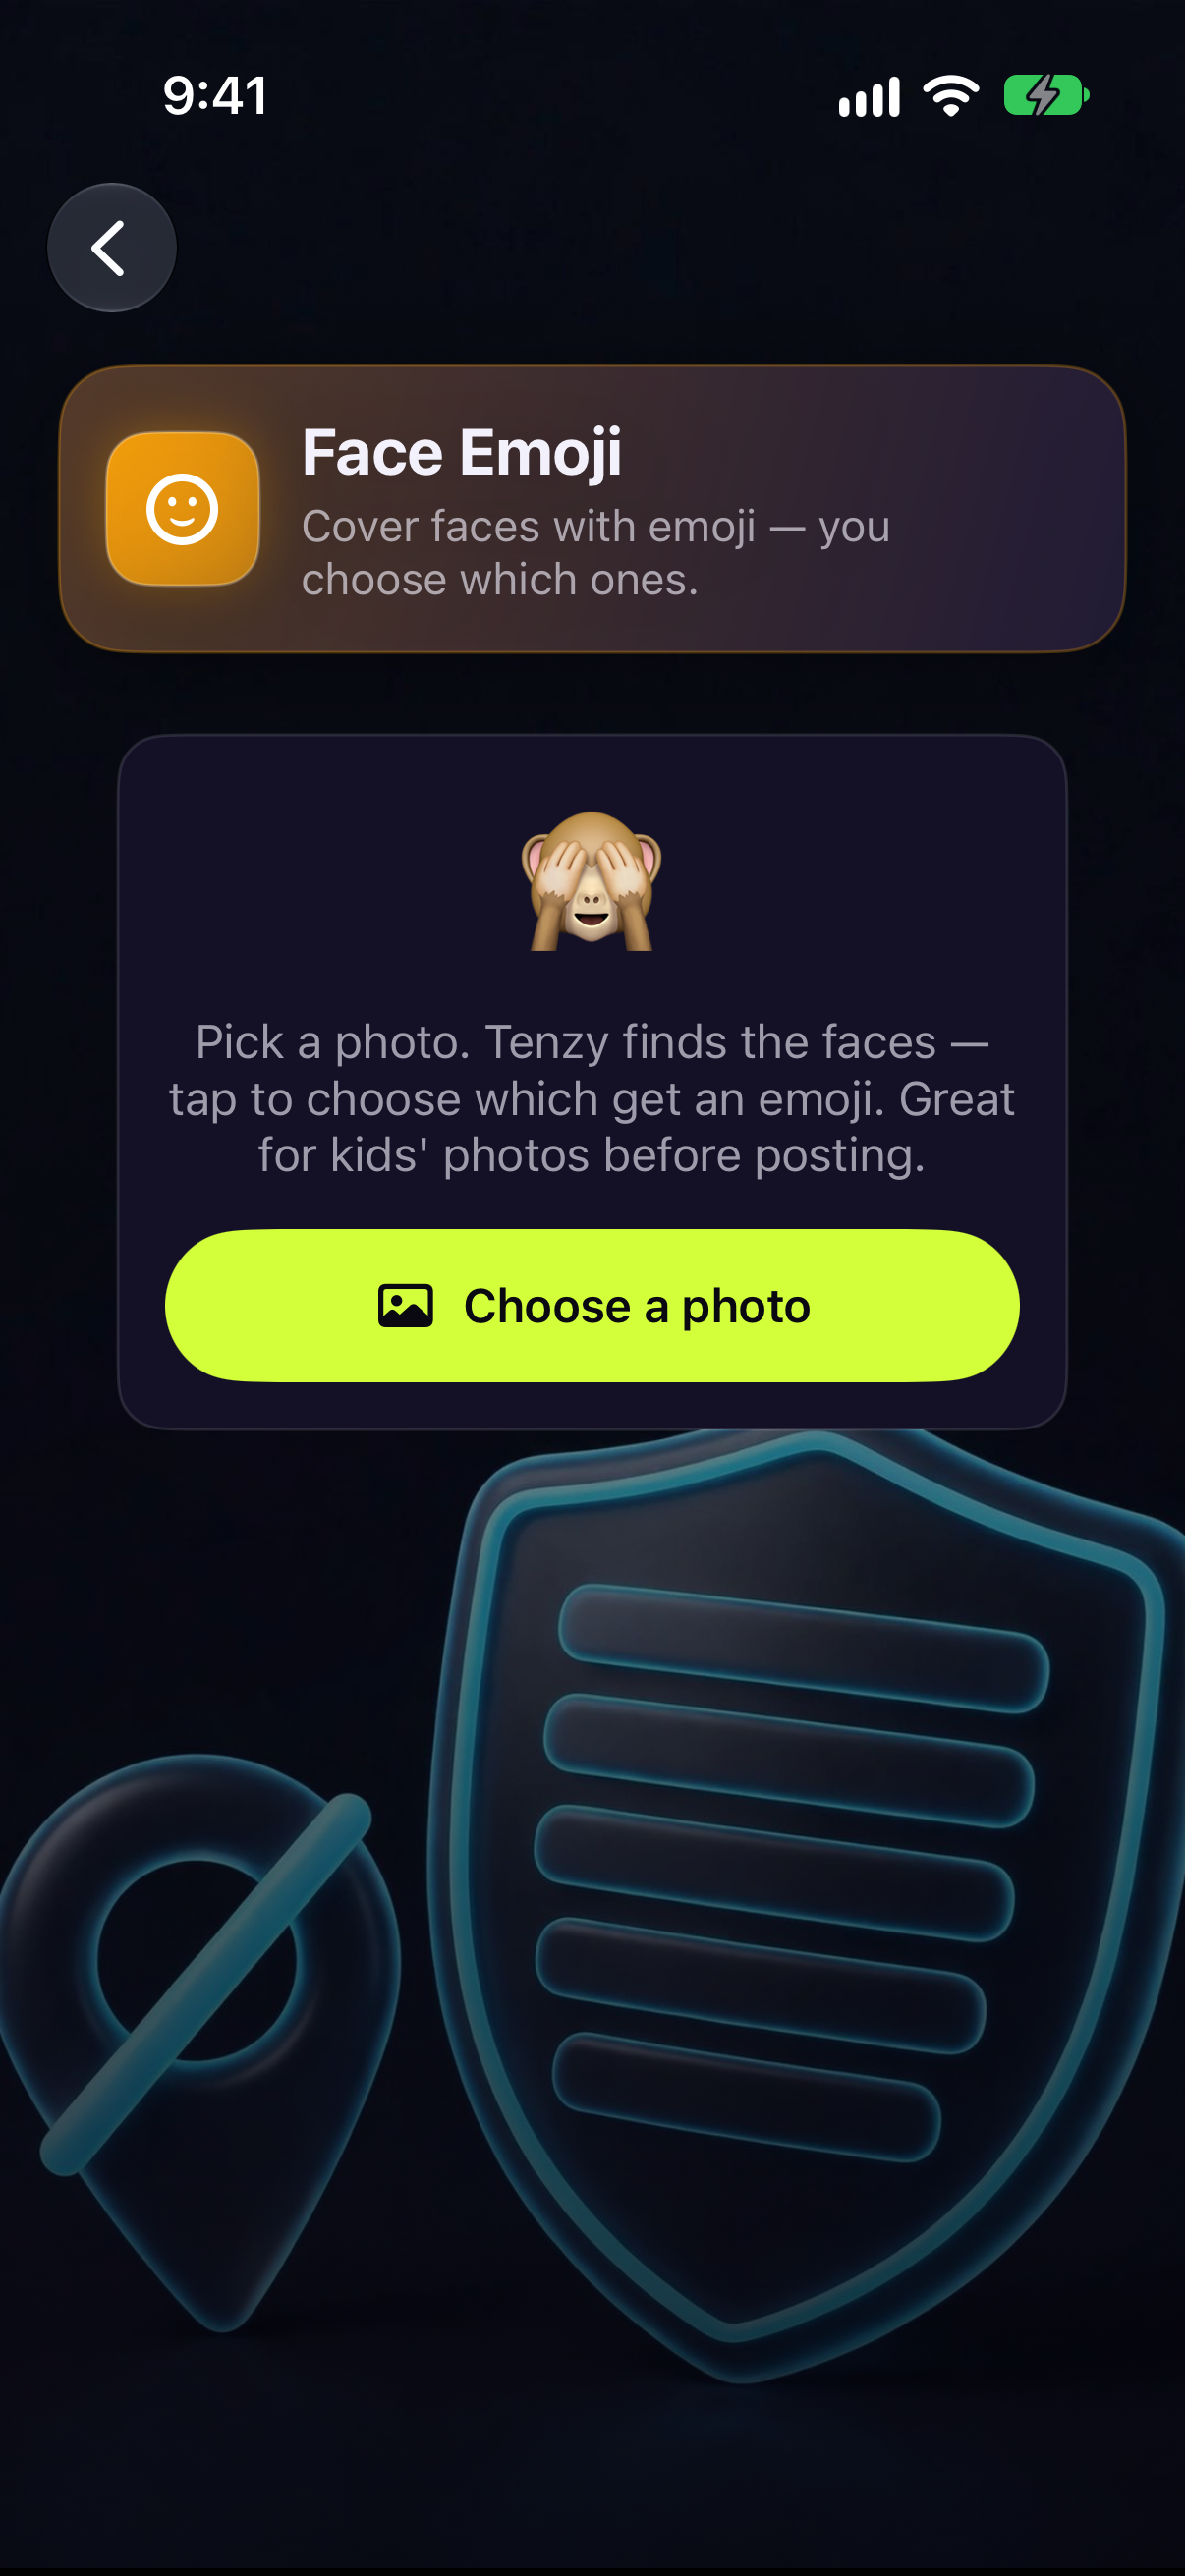 9:41
Face Emoji
Cover faces with emoji — you
choose which ones.
Pick a photo. Tenzy finds the faces —
tap to choose which get an emoji. Great
for kids' photos before posting.
Choose a photo